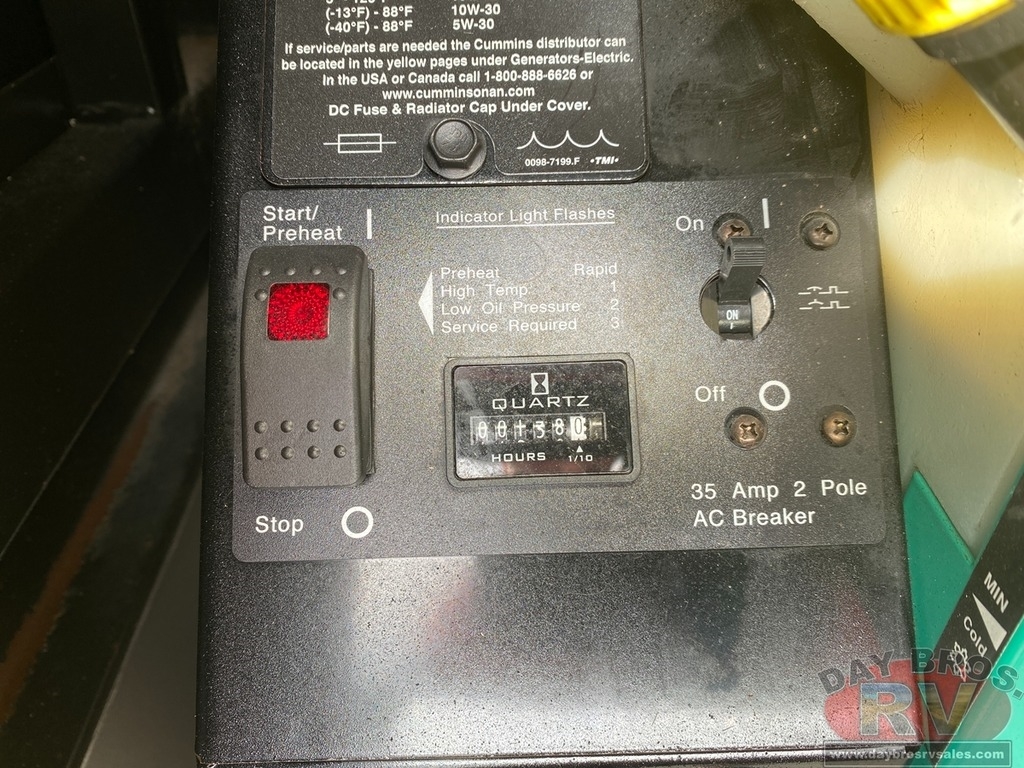 (-13°F) - 88°F 10W-30
(-40°F) - 88°F 5W-30
If service/parts are needed the Cummins distributor can
be located in the yellow pages under Generators-Electric.
In the USA or Canada call 1-800-888-6626 or
www.cumminsonan.com
DC Fuse & Radiator Cap Under Cover.
0098-7199.F •TMI•
Start/
Preheat
Indicator Light Flashes
Preheat Rapid
High Temp 1
Low Oil Pressure 2
Service Required 3
On
ON
Off
QUARTZ
HOURS 1/10
Stop
35 Amp 2 Pole
AC Breaker
MIN
Cold
DAY BROS.
RV
www.daybrosrvsales.com